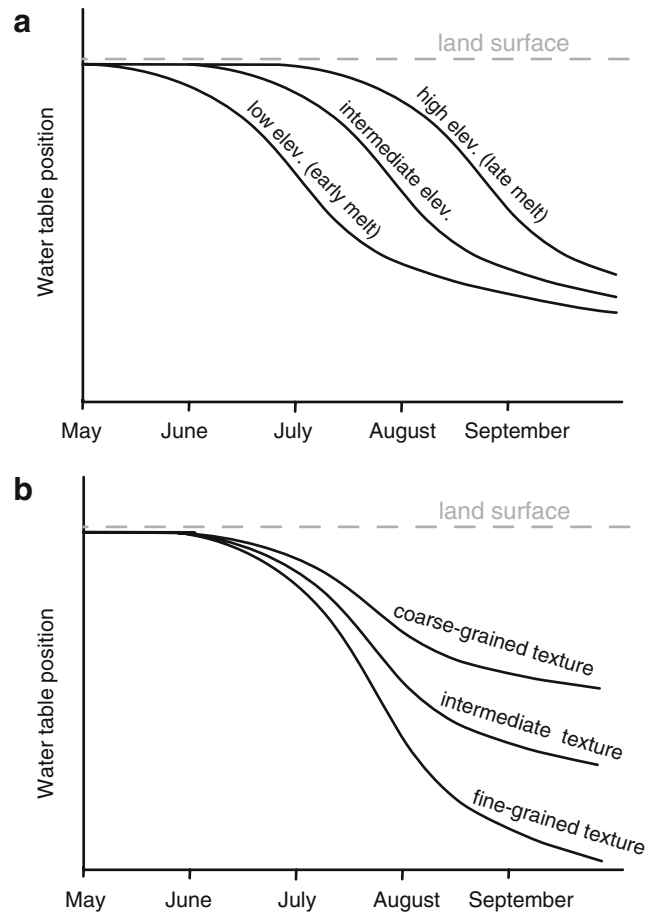 a
land surface
Water table position
low elev. (early melt)
intermediate elev.
high elev. (late melt)
May June July August September
b
land surface
Water table position
coarse-grained texture
intermediate texture
fine-grained texture
May June July August September